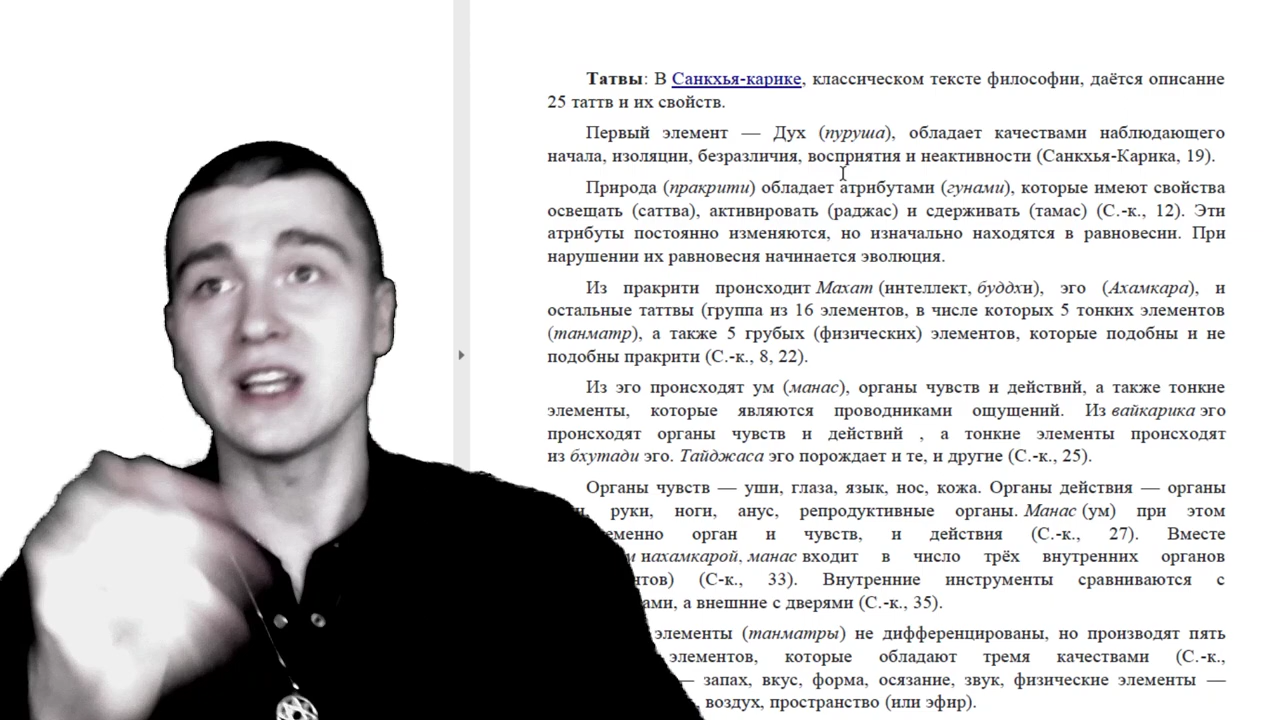 Татвы: В Санкхья-карике, классическом тексте философии, даётся описание
25 таттв и их свойств.
Первый элемент — Дух (пуруша), обладает качествами наблюдающего
начала, изоляции, безразличия, восприятия и неактивности (Санкхья-Карика, 19).
Природа (пракрити) обладает атрибутами (гунами), которые имеют свойства
освещать (саттва), активировать (раджас) и сдерживать (тамас) (С.-к., 12). Эти
атрибуты постоянно изменяются, но изначально находятся в равновесии. При
нарушении их равновесия начинается эволюция.
Из пракрити происходит Махат (интеллект, буддхи), эго (Ахамкара), и
остальные таттвы (группа из 16 элементов, в числе которых 5 тонких элементов
(танматр), а также 5 грубых (физических) элементов, которые подобны и не
подобны пракрити (С.-к., 8, 22).
Из эго происходят ум (манас), органы чувств и действий, а также тонкие
элементы, которые являются проводниками ощущений. Из вайкарика эго
происходят органы чувств и действий , а тонкие элементы происходят
из бхутади эго. Тайджаса эго порождает и те, и другие (С.-к., 25).
Органы чувств — уши, глаза, язык, нос, кожа. Органы действия — органы
руки, ноги, анус, репродуктивные органы. Манас (ум) при этом
орган и чувств, и действия (С.-к., 27). Вместе
иахамкарой, манас входит в число трёх внутренних органов
(С-к., 33). Внутренние инструменты сравниваются с
а внешние с дверями (С.-к., 35).
элементы (танматры) не дифференцированы, но производят пять
элементов, которые обладают тремя качествами (С.-к.,
— запах, вкус, форма, осязание, звук, физические элементы —
воздух, пространство (или эфир).